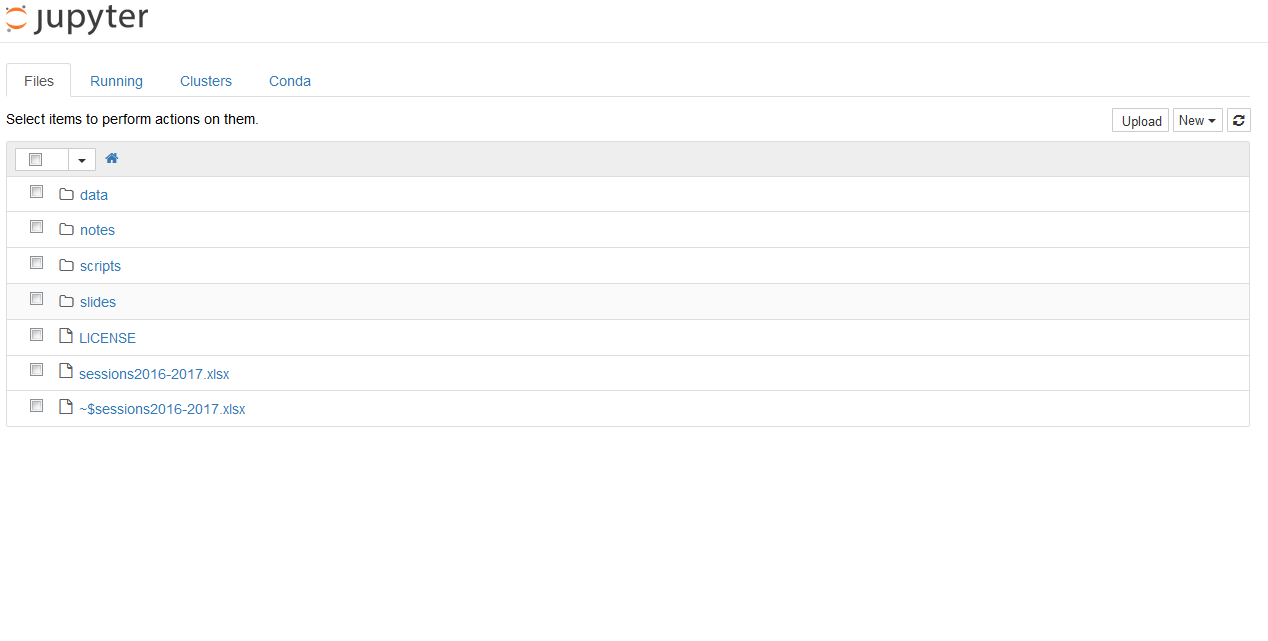 jupyter
Files Running Clusters Conda
Select items to perform actions on them.
Upload New
data
notes
scripts
slides
LICENSE
sessions2016-2017.xlsx
~$sessions2016-2017.xlsx